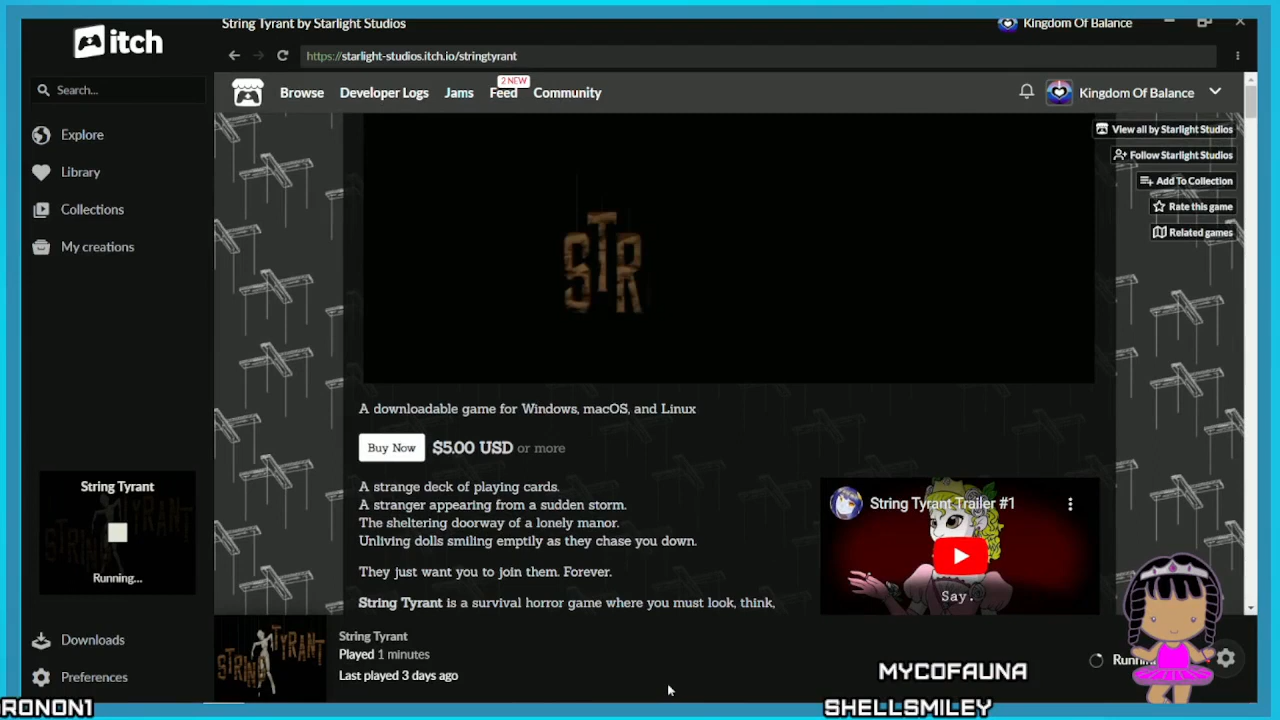 itch
String Tyrant by Starlight Studios
Kingdom Of Balance
https://starlight-studios.itch.io/stringtyrant
Search...
Explore
Library
Collections
My creations
Browse
Developer Logs
Jams
2 NEW
Feed
Community
Kingdom Of Balance
View all by Starlight Studios
Follow Starlight Studios
Add To Collection
Rate this game
Related games
STR
A downloadable game for Windows, macOS, and Linux
Buy Now $5.00 USD or more
A strange deck of playing cards.
A stranger appearing from a sudden storm.
The sheltering doorway of a lonely manor.
Unliving dolls smiling emptily as they chase you down.
They just want you to join them. Forever.
String Tyrant is a survival horror game where you must look, think,
String Tyrant Trailer #1
Say.
String Tyrant
STRING TYRANT
Running...
Downloads
Preferences
STRING TYRANT
String Tyrant
Played 1 minutes
Last played 3 days ago
MYCOFAUNA
RONON1
SHELLSMILEY